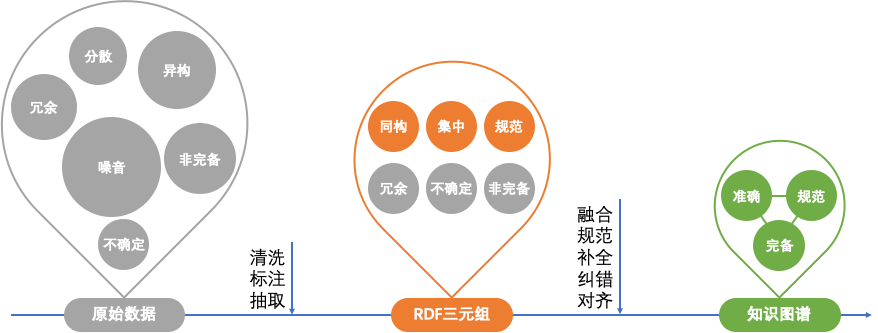 分散
异构
冗余
噪音
非完备
不确定
原始数据
清洗
标注
抽取
同构
集中
规范
冗余
不确定
非完备
RDF三元组
融合
规范
补全
纠错
对齐
准确
规范
完备
知识图谱